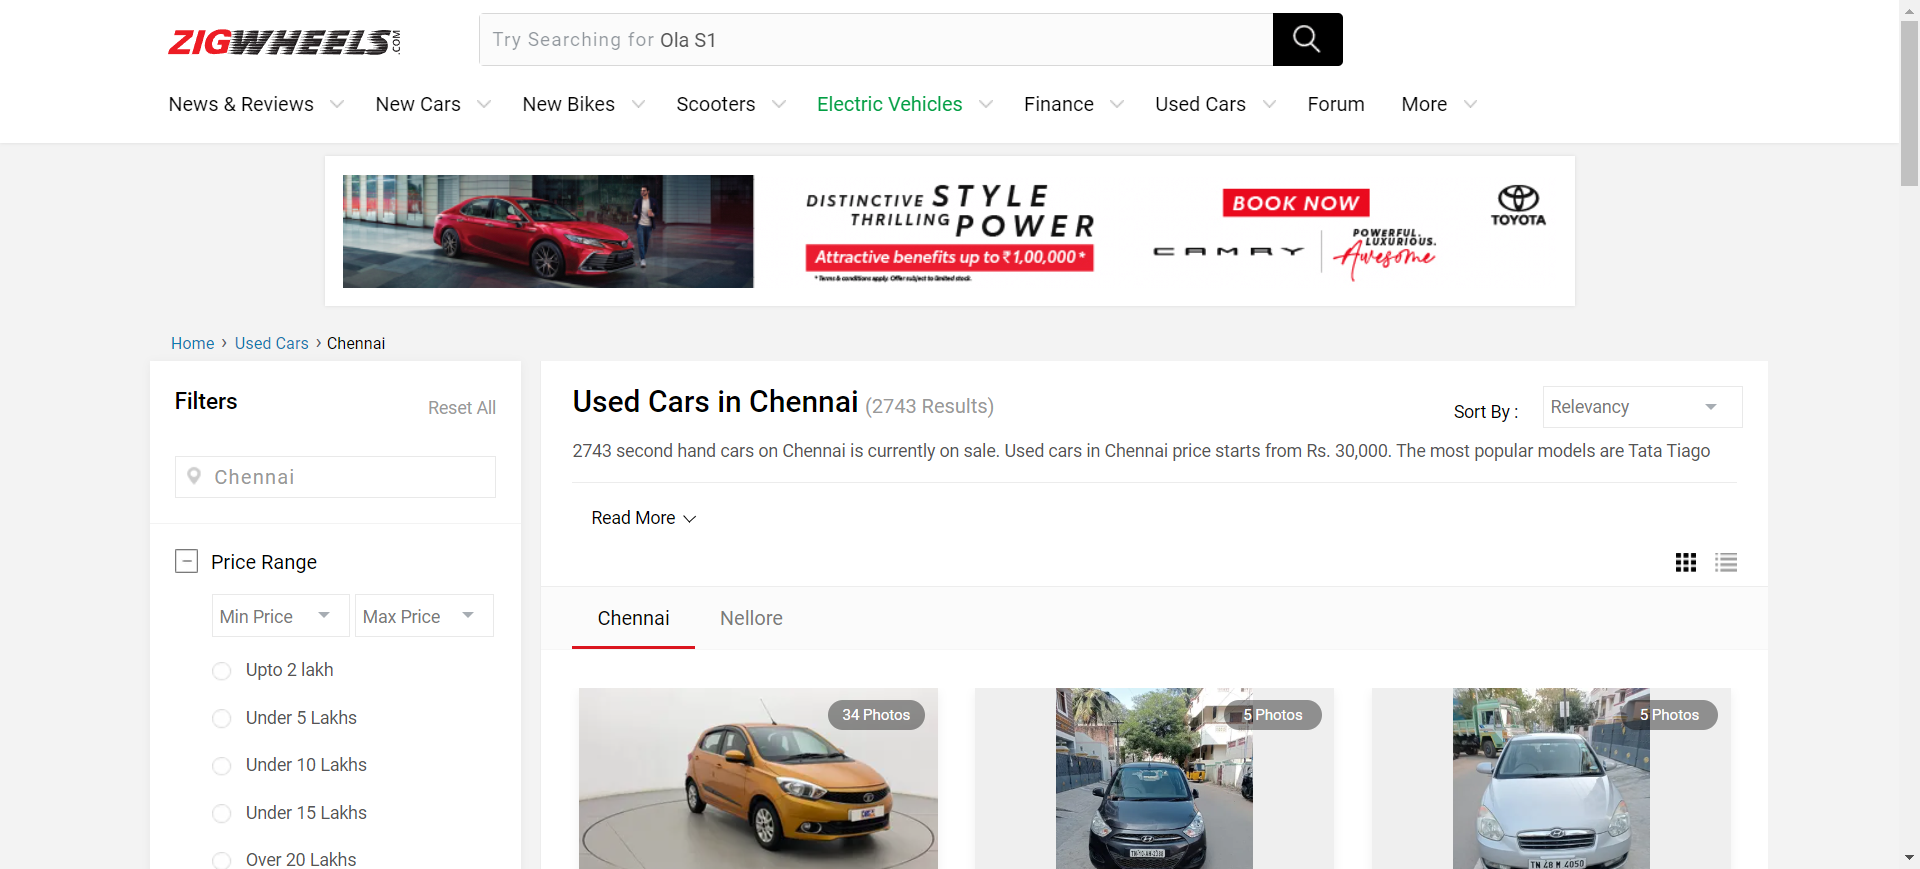 ZIGWHEELS.COM
Try Searching for Ola S1
News & Reviews New Cars New Bikes Scooters Electric Vehicles Finance Used Cars Forum More
DISTINCTIVE STYLE
THRILLING POWER
Attractive benefits up to ₹1,00,000*
*Terms & conditions apply. Offer subject to limited stock.
BOOK NOW
CAMRY
POWERFUL.
LUXURIOUS.
Awesome
TOYOTA
Home › Used Cars › Chennai
Filters
Reset All
Chennai
Price Range
Min Price Max Price
Upto 2 lakh
Under 5 Lakhs
Under 10 Lakhs
Under 15 Lakhs
Over 20 Lakhs
Used Cars in Chennai (2743 Results)
Sort By : Relevancy
2743 second hand cars on Chennai is currently on sale. Used cars in Chennai price starts from Rs. 30,000. The most popular models are Tata Tiago
Read More
Chennai Nellore
34 Photos
5 Photos
5 Photos
TN 48 M 4050